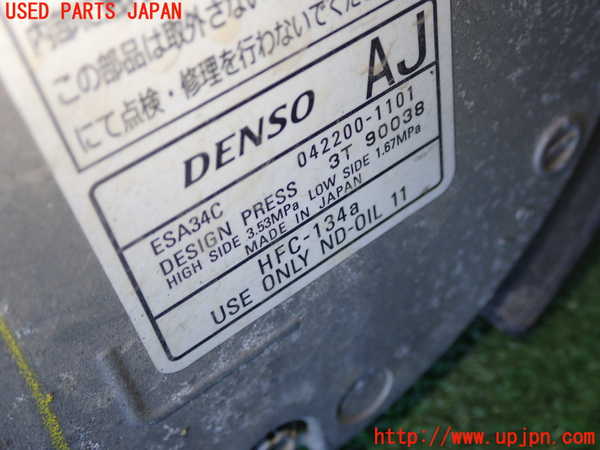 USED PARTS JAPAN
この部品は取外さな
にて点検・修理を行わないでくださ
AJ
DENSO
042200-1101
ESA34C 3T 90038
DESIGN PRESS
HIGH SIDE 3.53MPa LOW SIDE 1.67MPa
MADE IN JAPAN
HFC-134a
USE ONLY ND-OIL 11
http://www.upjpn.com